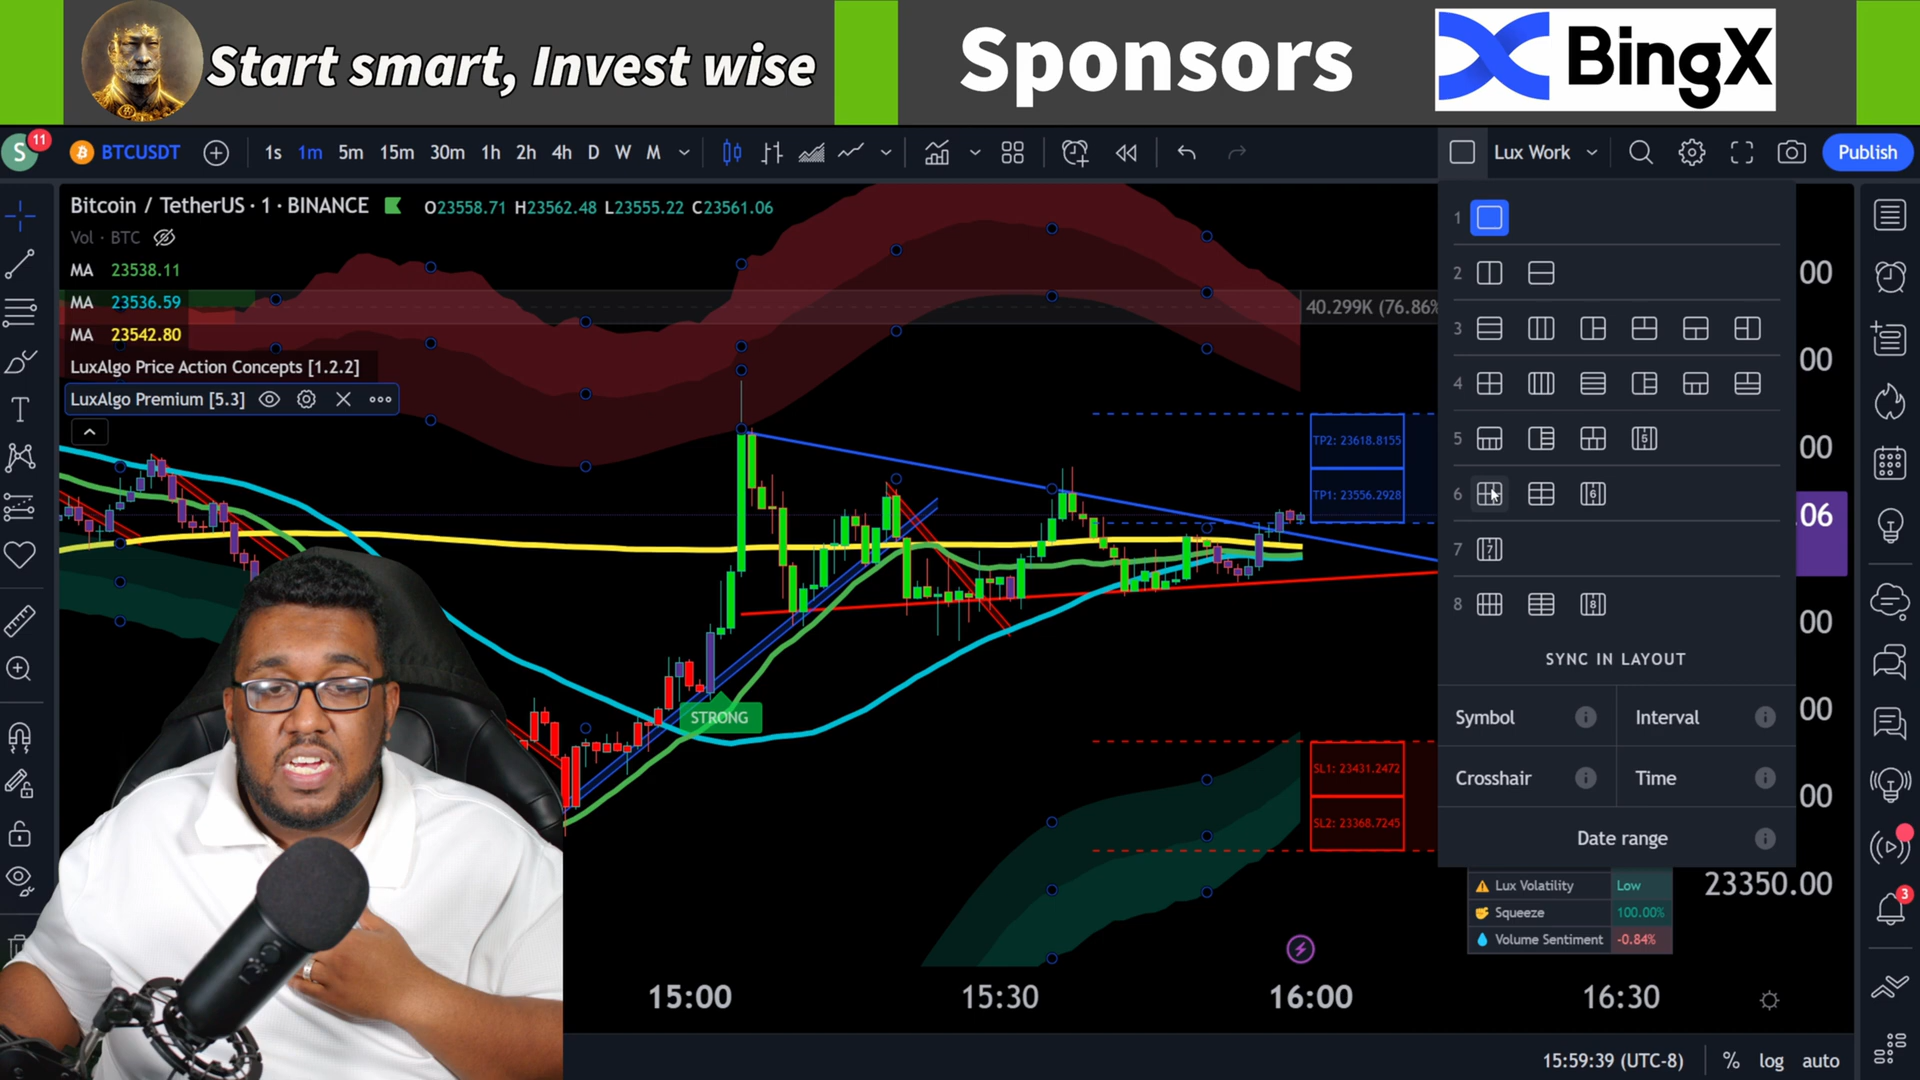 Start smart, Invest wise
Sponsors
BingX
S
11
BTCUSDT
1s 1m 5m 15m 30m 1h 2h 4h D W M
Lux Work
Publish
Bitcoin / TetherUS · 1 · BINANCE
O23558.71 H23562.48 L23555.22 C23561.06
Vol · BTC
MA 23538.11
MA 23536.59
MA 23542.80
LuxAlgo Price Action Concepts [1.2.2]
LuxAlgo Premium [5.3]
40.299K (76.86%
TP2: 23618.8155
TP1: 23556.2928
STRONG
SL1: 23431.2472
SL2: 23368.7245
1
2
3
4
5
5
6
6
7
7
8
8
SYNC IN LAYOUT
Symbol
Interval
Crosshair
Time
Date range
00
00
00
.06
00
00
00
23350.00
Lux Volatility Low
Squeeze 100.00%
Volume Sentiment -0.84%
3
15:00
15:30
16:00
16:30
15:59:39 (UTC-8)
% log auto